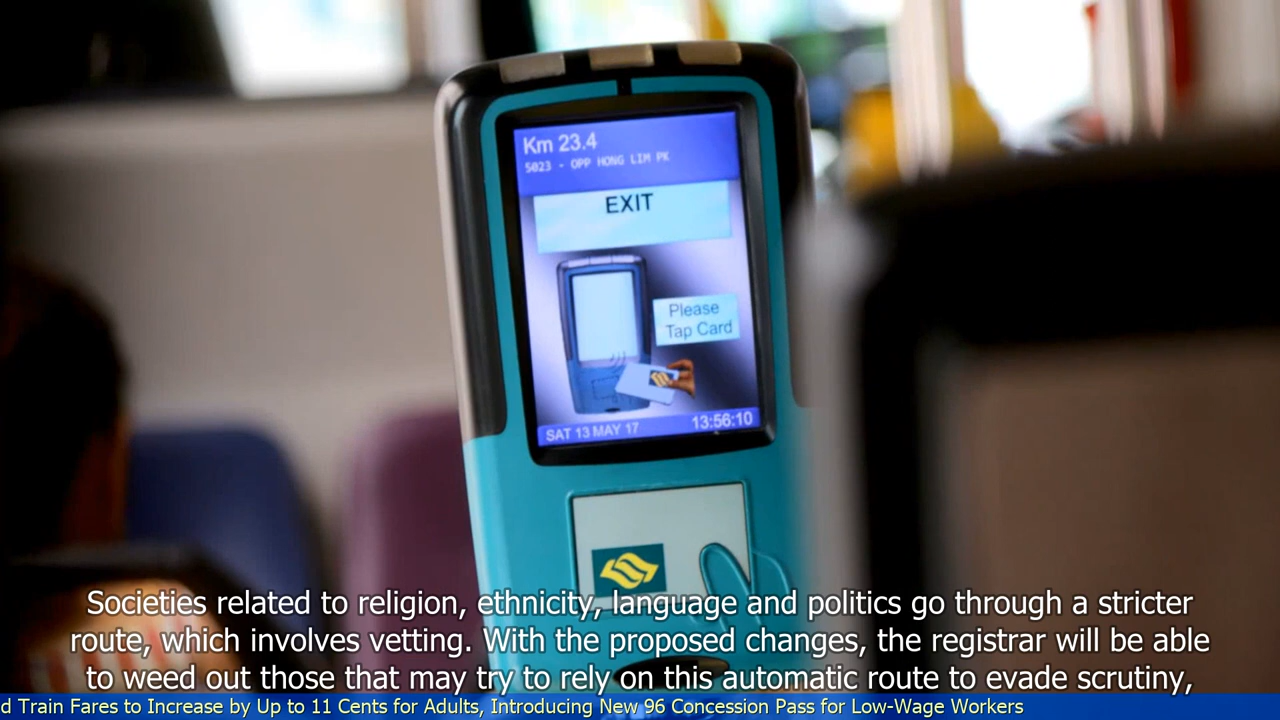 Km 23.4
5023 - OPP HONG LIM PK
EXIT
Please
Tap Card
SAT 13 MAY 17
13:56:10
Societies related to religion, ethnicity, language and politics go through a stricter
route, which involves vetting. With the proposed changes, the registrar will be able
to weed out those that may try to rely on this automatic route to evade scrutiny,
d Train Fares to Increase by Up to 11 Cents for Adults, Introducing New 96 Concession Pass for Low-Wage Workers